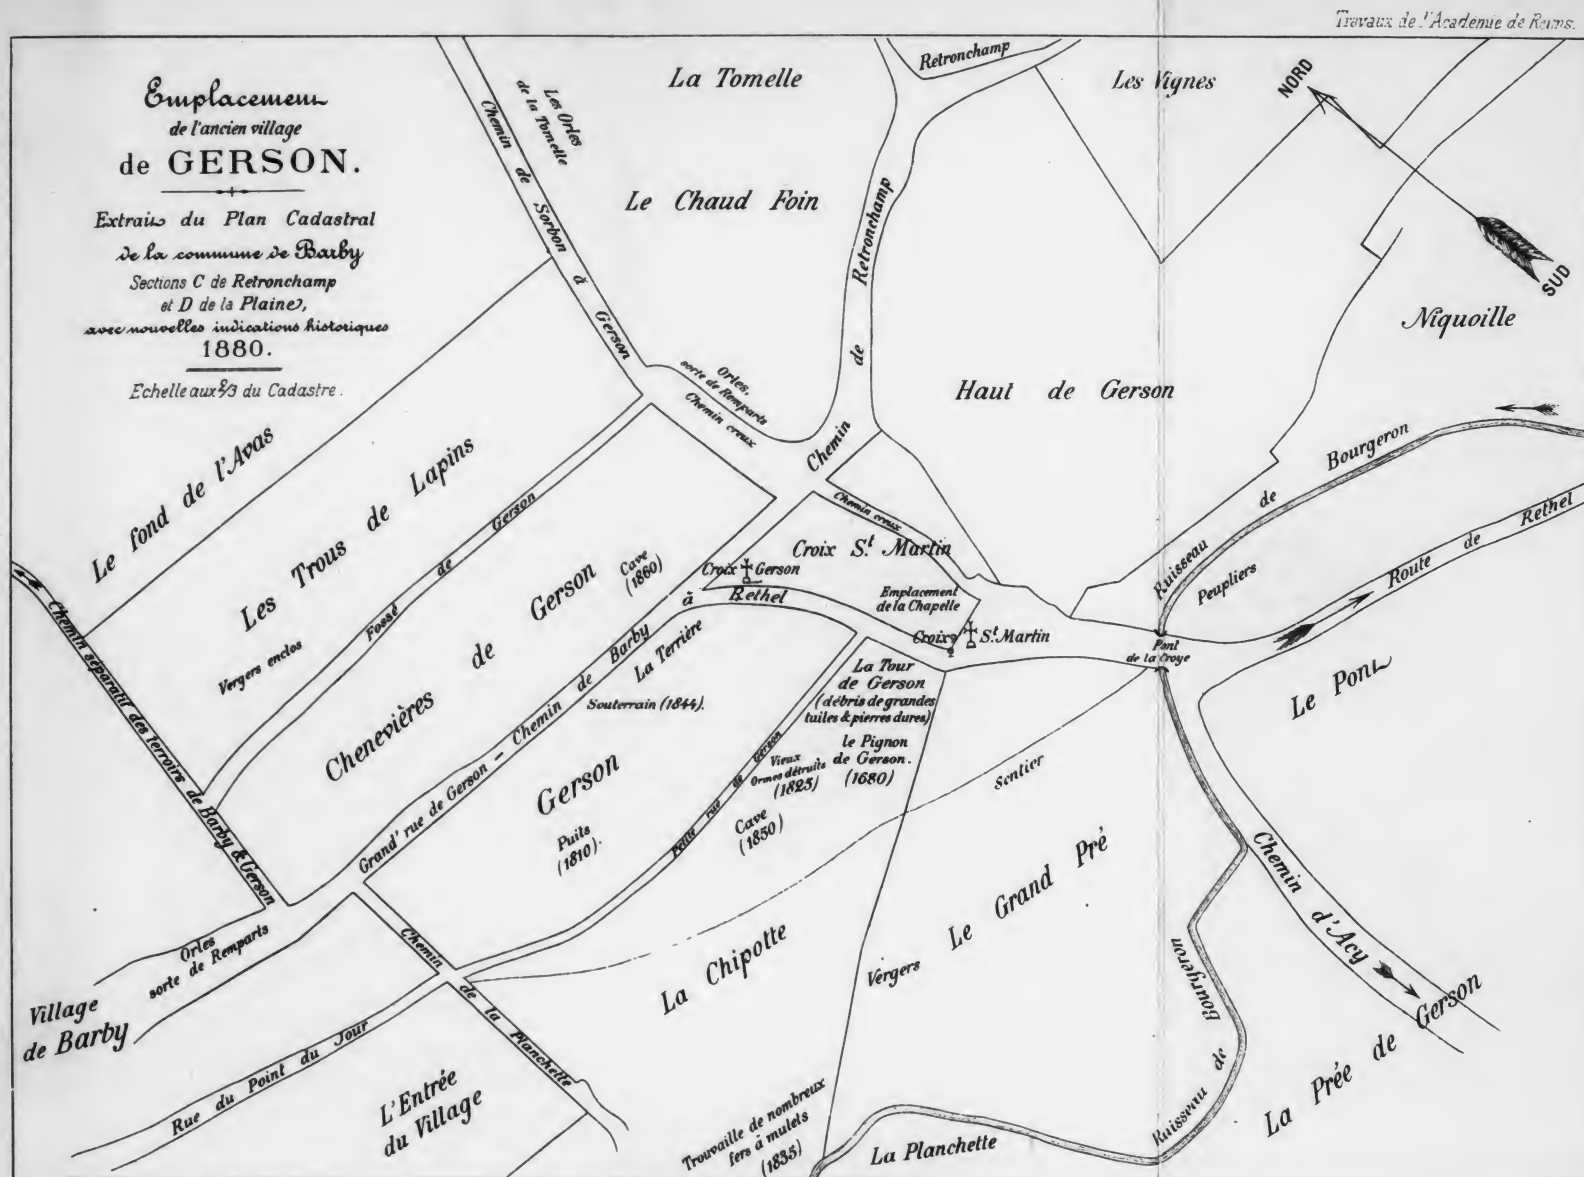 Travaux de l'Academie de Reims.
Emplacement
de l'ancien village
de GERSON.
Extrait du Plan Cadastral
de la commune de Barby
Sections C de Retronchamp
et D de la Plaine,
avec nouvelles indications historiques
1880.
Echelle aux 2/3 du Cadastre.
Les Orles
de la Tomelle
La Tomelle
Retronchamp
Les Vignes
NORD
SUD
Chemin de Sorbon à Gerson
Le Chaud Foin
Chemin de Retronchamp
Niquoille
Haut de Gerson
Orles,
sorte de Remparts
Chemin creux
Le fond de l'Avas
Les Trous de Lapins
Fossé de Gerson
Vergers enclos
Chemin creux
Croix St Martin
Ruisseau de Bourgeron
Peupliers
Route de Rethel
Cave
(1860)
Croix Gerson
Emplacement
de la Chapelle
Croix St Martin
Pont
de la Croye
Le Pont
Chenevières de Gerson
Grand' rue de Gerson – Chemin de Barby à Rethel
La Terrière
Souterrain (1844).
La Tour
de Gerson
(débris de grandes
tuiles & pierres dures)
le Pignon
de Gerson.
(1680)
Vieux
Ormes détruits
(1825)
Petite rue de Gerson
Gerson
Puits
(1810).
Cave
(1850)
Sentier
Chemin séparatif des terroirs de Barby & Gerson
Orles
sorte de Remparts
Village
de Barby
Chemin de la Planchette
Rue du Point du Jour
L'Entrée
du Village
La Chipotte
Vergers
Le Grand Pré
Chemin d'Acy
Ruisseau de Bourgeron
La Prée de Gerson
Trouvaille de nombreux
fers à mulets
(1835)
La Planchette